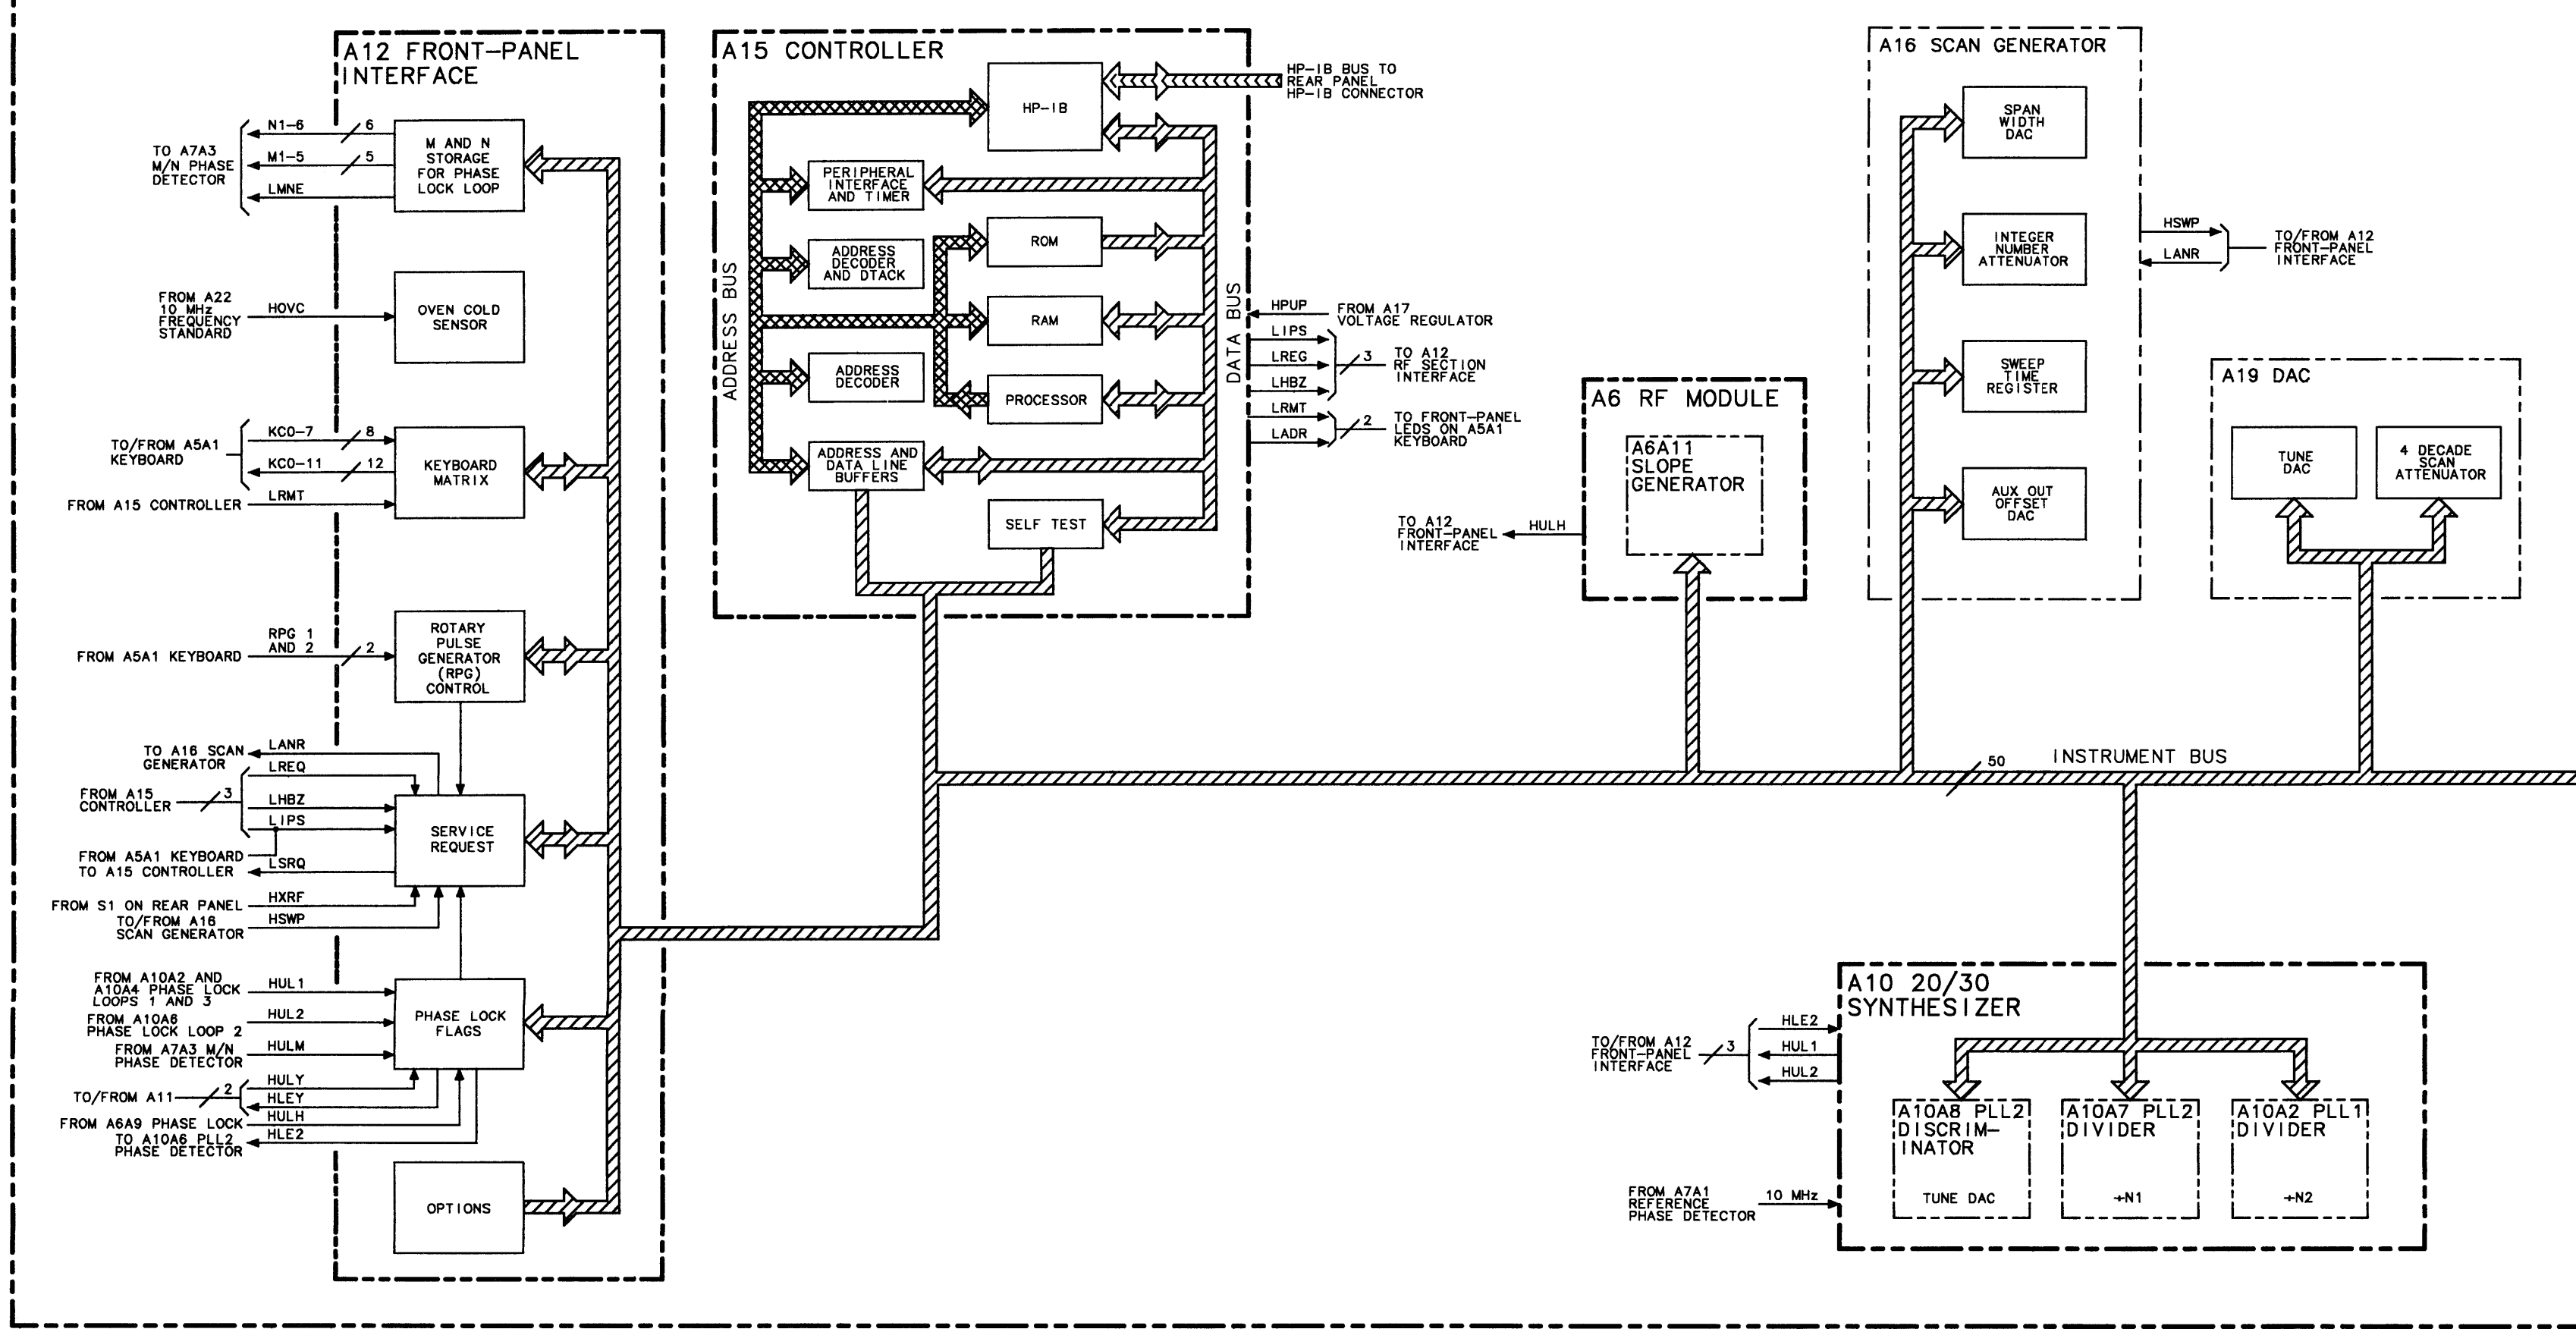 A12 FRONT-PANEL
INTERFACE
TO A7A3
M/N PHASE
DETECTOR
N1-6
6
M1-5
5
LMNE
M AND N
STORAGE
FOR PHASE
LOCK LOOP
FROM A22
10 MHz
FREQUENCY
STANDARD
HOVC
OVEN COLD
SENSOR
TO/FROM A5A1
KEYBOARD
KC0-7
8
KC0-11
12
FROM A15 CONTROLLER
LRMT
KEYBOARD
MATRIX
FROM A5A1 KEYBOARD
RPG 1
AND 2
2
ROTARY
PULSE
GENERATOR
(RPG)
CONTROL
TO A16 SCAN
GENERATOR
LANR
FROM A15
CONTROLLER
3
LREQ
LHBZ
LIPS
FROM A5A1 KEYBOARD
TO A15 CONTROLLER
LSRQ
FROM S1 ON REAR PANEL
HXRF
TO/FROM A16
SCAN GENERATOR
HSWP
SERVICE
REQUEST
FROM A10A2 AND
A10A4 PHASE LOCK
LOOPS 1 AND 3
HUL1
FROM A10A6
PHASE LOCK LOOP 2
HUL2
FROM A7A3 M/N
PHASE DETECTOR
HULM
TO/FROM A11
2
HULY
HLEY
FROM A6A9 PHASE LOCK
HULH
TO A10A6 PLL2
PHASE DETECTOR
HLE2
PHASE LOCK
FLAGS
OPTIONS
A15 CONTROLLER
HP-IB
HP-IB BUS TO
REAR PANEL
HP-IB CONNECTOR
PERIPHERAL
INTERFACE
AND TIMER
ADDRESS
DECODER
AND DTACK
ROM
RAM
ADDRESS
DECODER
PROCESSOR
ADDRESS AND
DATA LINE
BUFFERS
SELF TEST
ADDRESS BUS
DATA BUS
HPUP
FROM A17
VOLTAGE REGULATOR
LIPS
LREG
LHBZ
3
TO A12
RF SECTION
INTERFACE
LRMT
LADR
2
TO FRONT-PANEL
LEDS ON A5A1
KEYBOARD
A6 RF MODULE
A6A11
SLOPE
GENERATOR
TO A12
FRONT-PANEL
INTERFACE
HULH
A16 SCAN GENERATOR
SPAN
WIDTH
DAC
INTEGER
NUMBER
ATTENUATOR
SWEEP
TIME
REGISTER
AUX OUT
OFFSET
DAC
HSWP
LANR
TO/FROM A12
FRONT-PANEL
INTERFACE
A19 DAC
TUNE
DAC
4 DECADE
SCAN
ATTENUATOR
50
INSTRUMENT BUS
A10 20/30
SYNTHESIZER
TO/FROM A12
FRONT-PANEL
INTERFACE
3
HLE2
HUL1
HUL2
FROM A7A1
REFERENCE
PHASE DETECTOR
10 MHz
A10A8 PLL2
DISCRIM-
INATOR
TUNE DAC
A10A7 PLL2
DIVIDER
÷N1
A10A2 PLL1
DIVIDER
÷N2